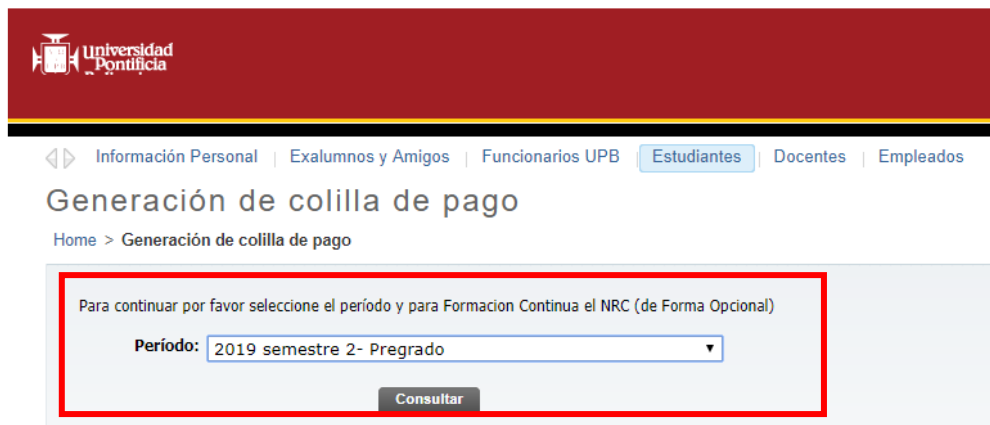 Universidad
Pontificia
Información Personal | Exalumnos y Amigos | Funcionarios UPB | Estudiantes | Docentes | Empleados
Generación de colilla de pago
Home > Generación de colilla de pago
Para continuar por favor seleccione el período y para Formacion Continua el NRC (de Forma Opcional)
Período: 2019 semestre 2- Pregrado
Consultar